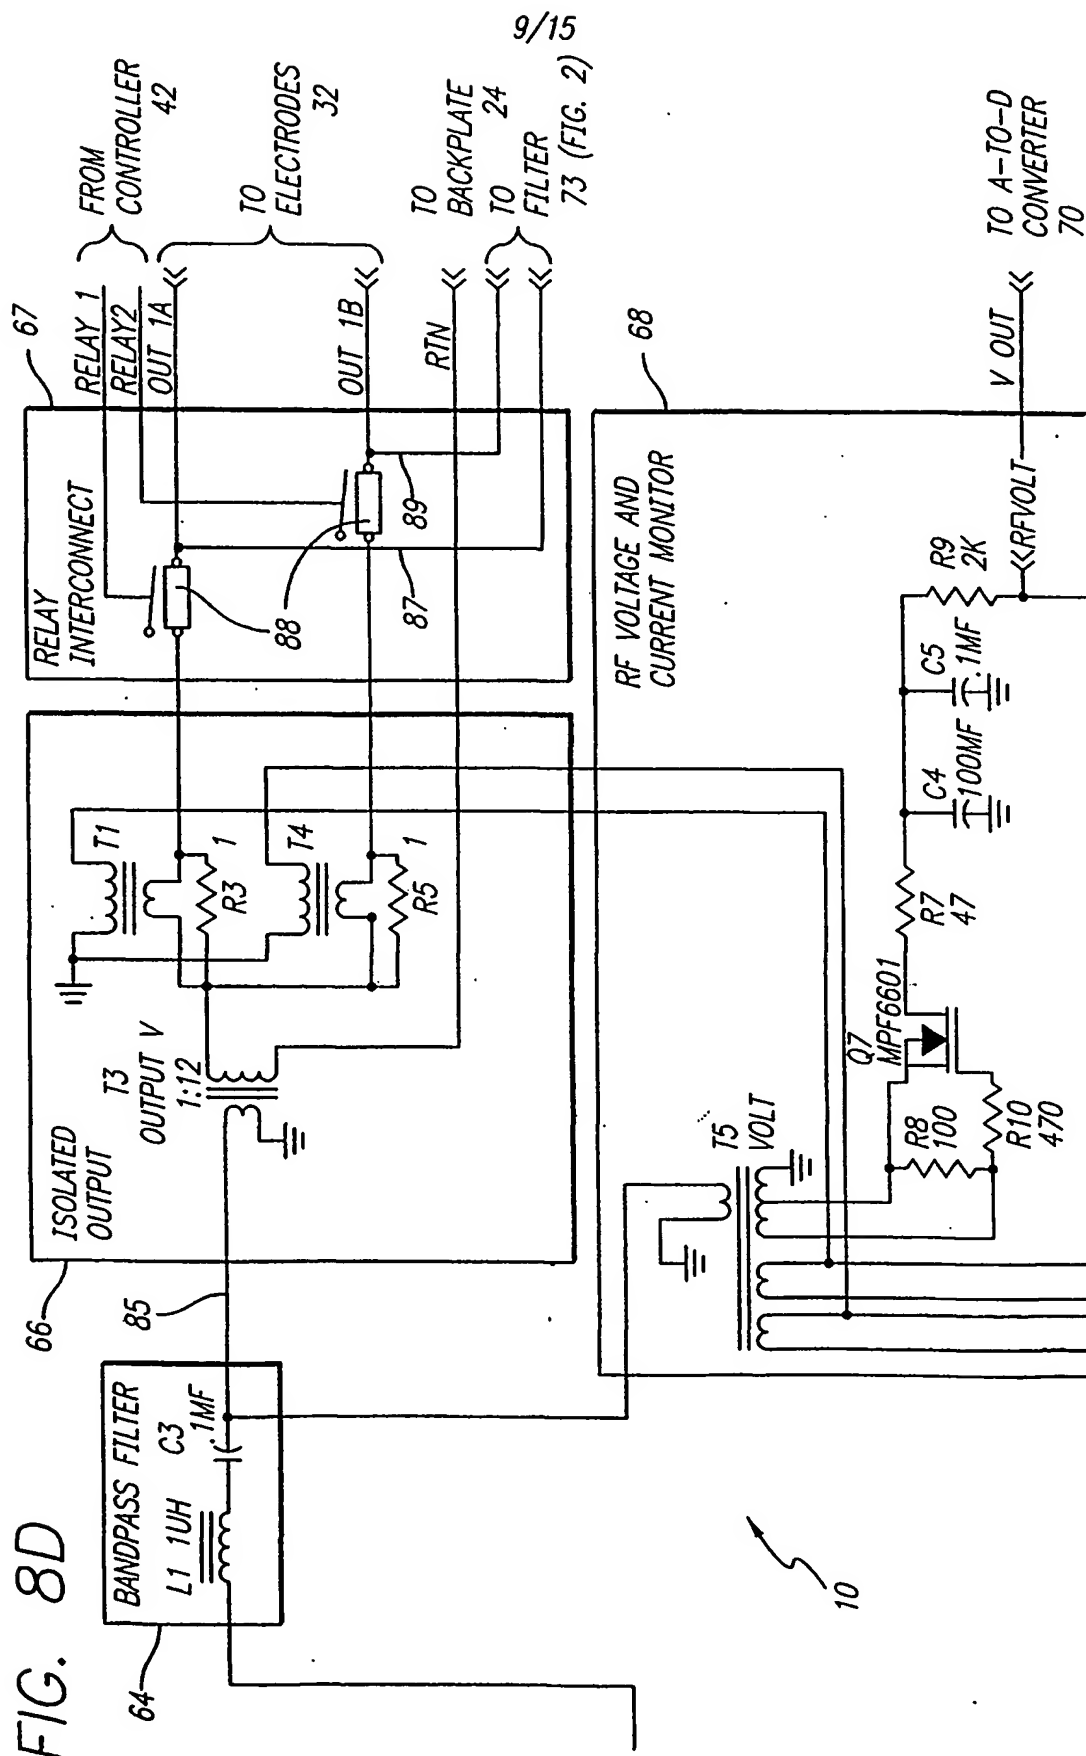 9/15
FIG. 8D
64
BANDPASS FILTER
L1 1UH
C3
.1MF
85
66
ISOLATED
OUTPUT
T3
OUTPUT V
1:12
T1
R3
1
T4
R5
1
67
RELAY
INTERCONNECT
88
87
89
RELAY 1
RELAY2
OUT 1A
OUT 1B
RTN
FROM
CONTROLLER
42
TO
ELECTRODES
32
TO
BACKPLATE
24
TO
FILTER
73 (FIG. 2)
68
RF VOLTAGE AND
CURRENT MONITOR
T5
VOLT
R8
100
R10
470
Q7
MPF6601
R7
47
C4
100MF
C5
.1MF
R9
2K
RFVOLT
V OUT
TO A-TO-D
CONVERTER
70
10